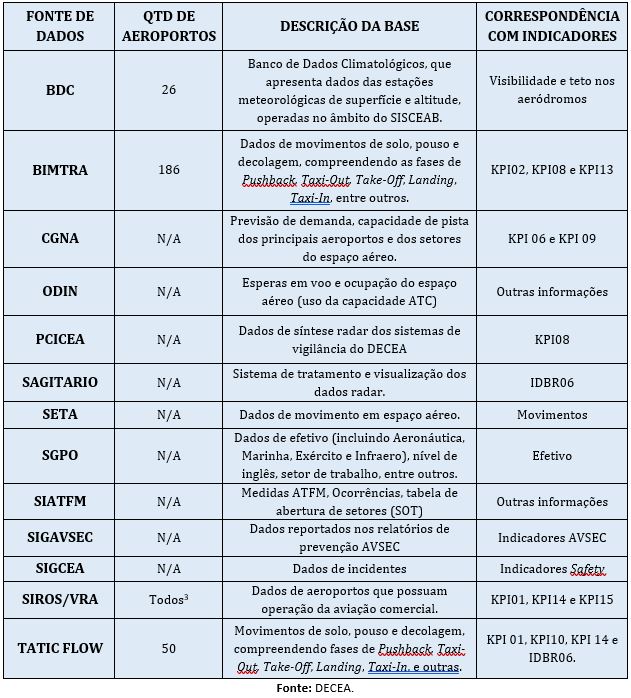 FONTE DE DADOS
QTD DE AEROPORTOS
DESCRIÇÃO DA BASE
CORRESPONDÊNCIA COM INDICADORES
BDC
26
Banco de Dados Climatológicos, que
apresenta dados das estações
meteorológicas de superfície e altitude,
operadas no âmbito do SISCEAB.
Visibilidade e teto nos
aeródromos
BIMTRA
186
Dados de movimentos de solo, pouso e
decolagem, compreendendo as fases de
Pushback, Taxi-Out, Take-Off, Landing,
Taxi-In, entre outros.
KPI02, KPI08 e KPI13
CGNA
N/A
Previsão de demanda, capacidade de pista
dos principais aeroportos e dos setores
do espaço aéreo.
KPI 06 e KPI 09
ODIN
N/A
Esperas em voo e ocupação do espaço
aéreo (uso da capacidade ATC)
Outras informações
PCICEA
N/A
Dados de síntese radar dos sistemas de
vigilância do DECEA
KPI08
SAGITARIO
N/A
Sistema de tratamento e visualização dos
dados radar.
IDBR06
SETA
N/A
Dados de movimento em espaço aéreo.
Movimentos
SGPO
N/A
Dados de efetivo (incluindo Aeronáutica,
Marinha, Exército e Infraero), nível de
inglês, setor de trabalho, entre outros.
Efetivo
SIATFM
N/A
Medidas ATFM, Ocorrências, tabela de
abertura de setores (SOT)
Outras informações
SIGAVSEC
N/A
Dados reportados nos relatórios de
prevenção AVSEC
Indicadores AVSEC
SIGCEA
N/A
Dados de incidentes
Indicadores Safety
SIROS/VRA
Todos³
Dados de aeroportos que possuam
operação da aviação comercial.
KPI01, KPI14 e KPI15
TATIC FLOW
50
Movimentos de solo, pouso e decolagem,
compreendendo fases de Pushback, Taxi-
Out, Take-Off, Landing, Taxi-In, e outras.
KPI 01, KPI10, KPI 14 e
IDBR06.
Fonte: DECEA.